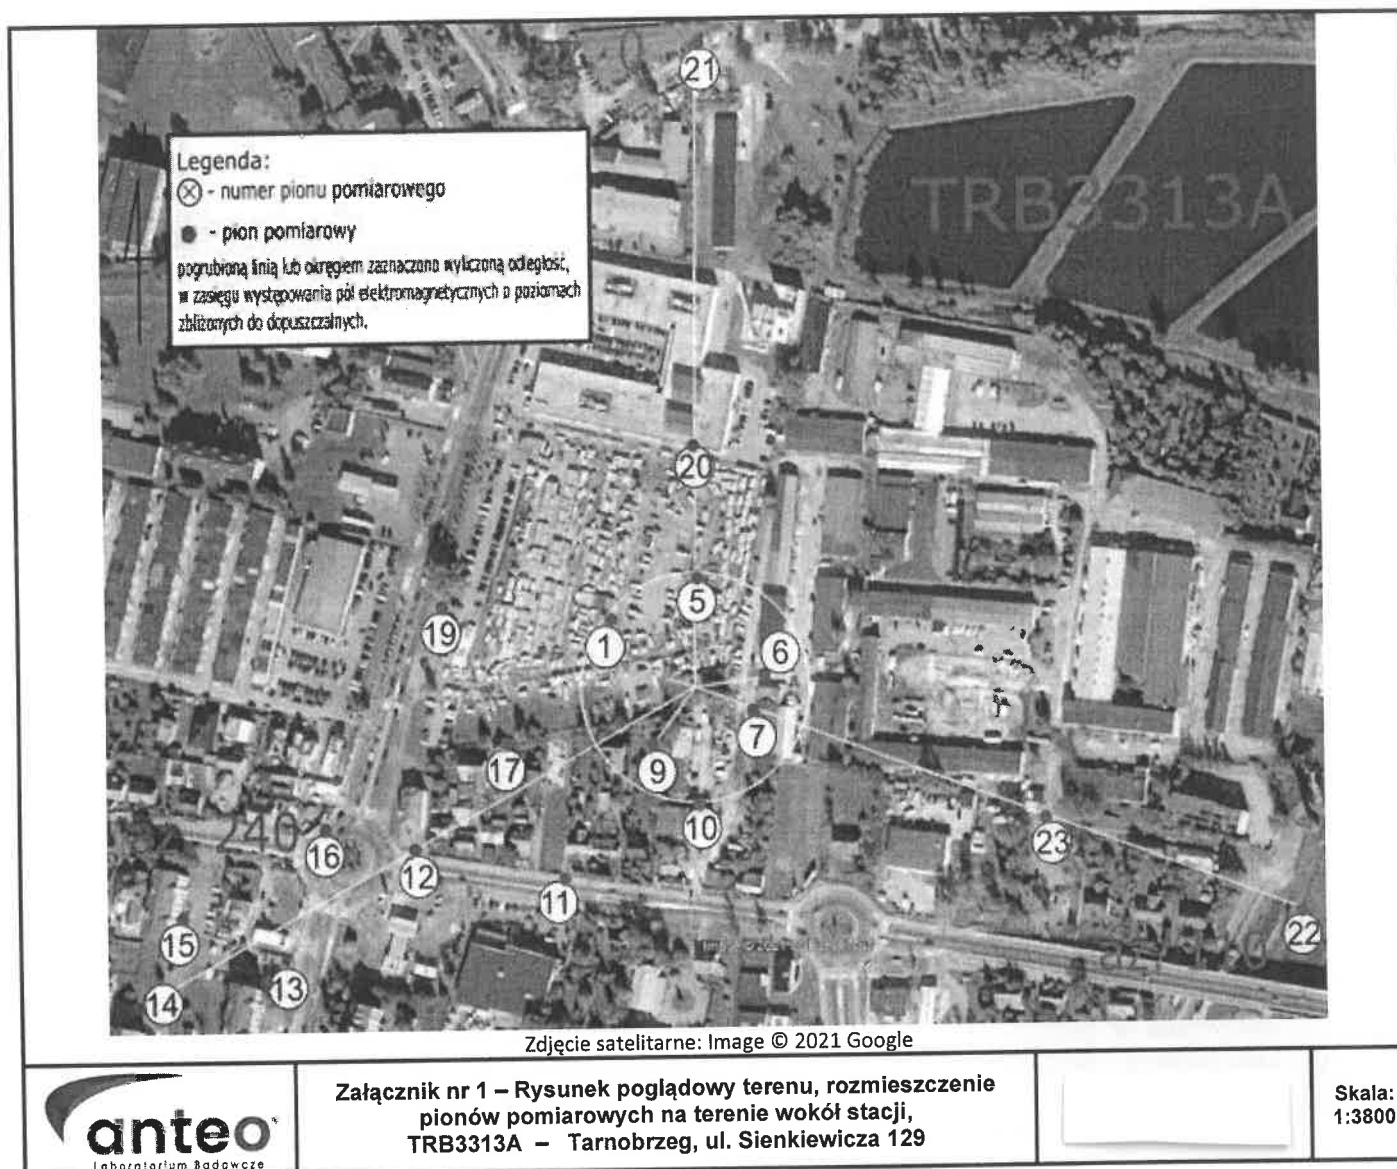 21
Legenda:
- numer pionu pomiarowego
- pion pomiarowy
pogrubioną linią lub okręgiem zaznaczono wyliczoną odległość,
w zasięgu występowania pól elektromagnetycznych o poziomach
zbliżonych do dopuszczalnych.
TRB3313A
20
5
19
1
6
7
17
9
10
240
16
23
12
11
15
22
13
14
Zdjęcie satelitarne: Image © 2021 Google
anteo
Laboratorium Badawcze
Załącznik nr 1 – Rysunek poglądowy terenu, rozmieszczenie
pionów pomiarowych na terenie wokół stacji,
TRB3313A – Tarnobrzeg, ul. Sienkiewicza 129
Skala:
1:3800